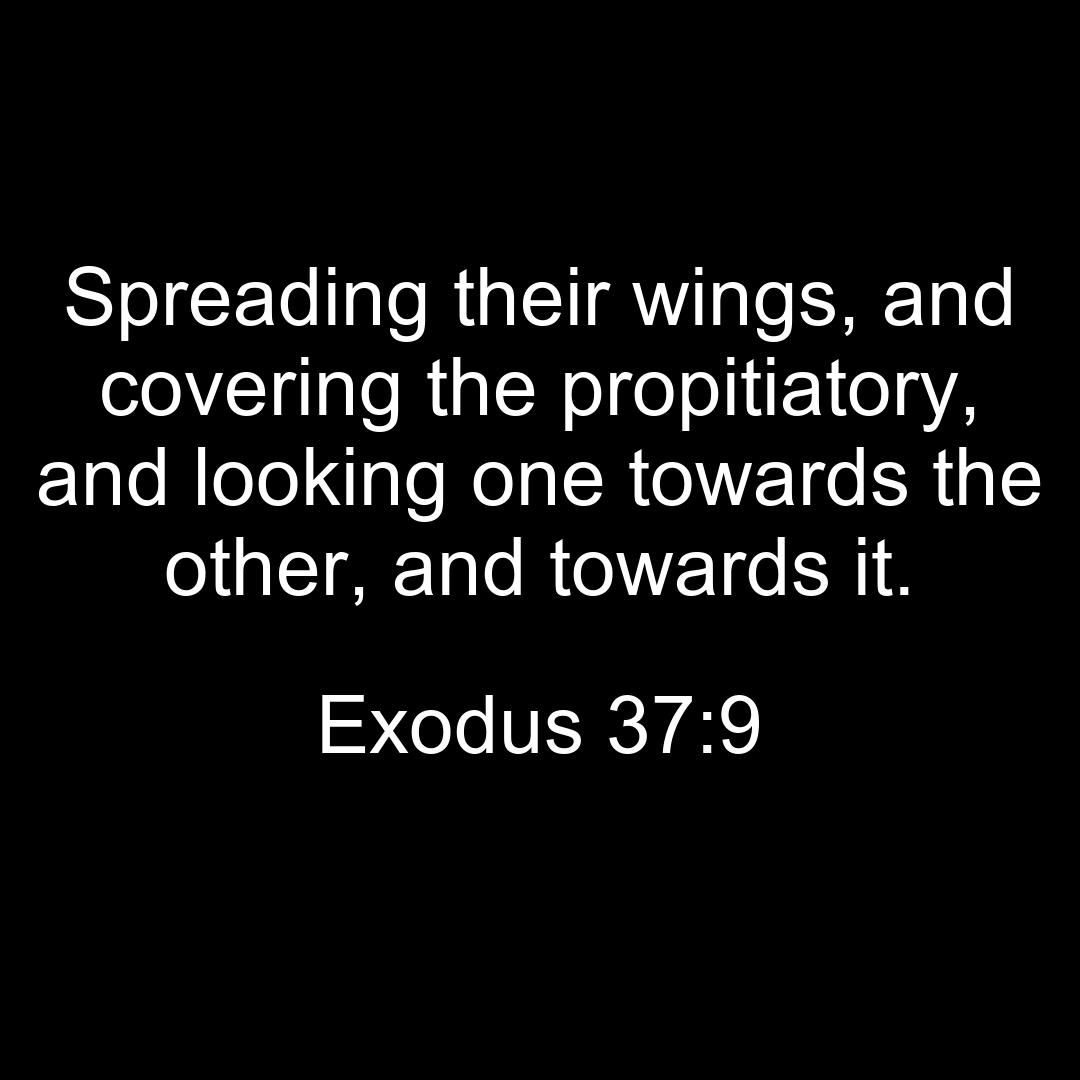 Spreading their wings, and
covering the propitiatory,
and looking one towards the
other, and towards it.
Exodus 37:9